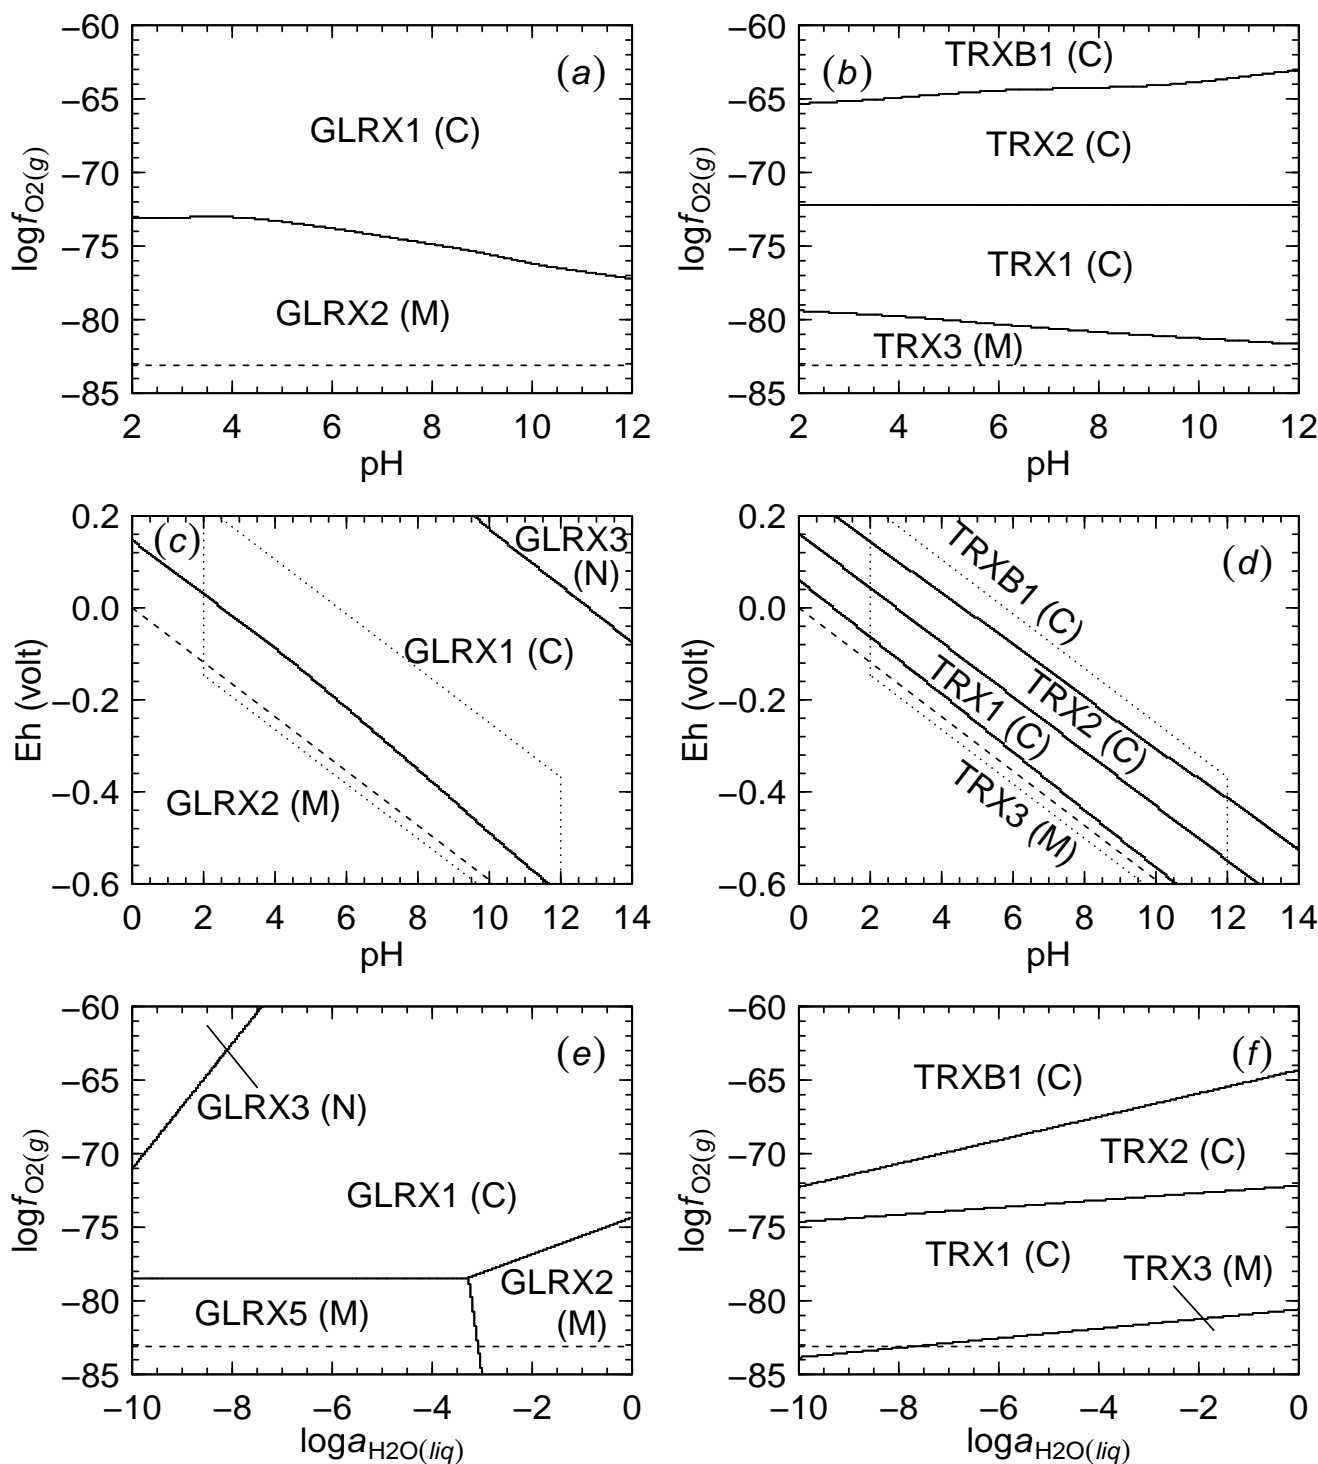 −60
−65
−70
−75
−80
−85
2 4 6 8 10 12
pH
logfO2(g)
(a)
GLRX1 (C)
GLRX2 (M)
−60
−65
−70
−75
−80
−85
2 4 6 8 10 12
pH
logfO2(g)
(b)
TRXB1 (C)
TRX2 (C)
TRX1 (C)
TRX3 (M)
0.2
0.0
−0.2
−0.4
−0.6
0 2 4 6 8 10 12 14
pH
Eh (volt)
(c)
GLRX3
(N)
GLRX1 (C)
GLRX2 (M)
0.2
0.0
−0.2
−0.4
−0.6
0 2 4 6 8 10 12 14
pH
Eh (volt)
(d)
TRXB1 (C)
TRX2 (C)
TRX1 (C)
TRX3 (M)
−60
−65
−70
−75
−80
−85
−10 −8 −6 −4 −2 0
logaH2O(liq)
logfO2(g)
(e)
GLRX3 (N)
GLRX1 (C)
GLRX5 (M)
GLRX2
(M)
−60
−65
−70
−75
−80
−85
−10 −8 −6 −4 −2 0
logaH2O(liq)
logfO2(g)
(f)
TRXB1 (C)
TRX2 (C)
TRX1 (C)
TRX3 (M)